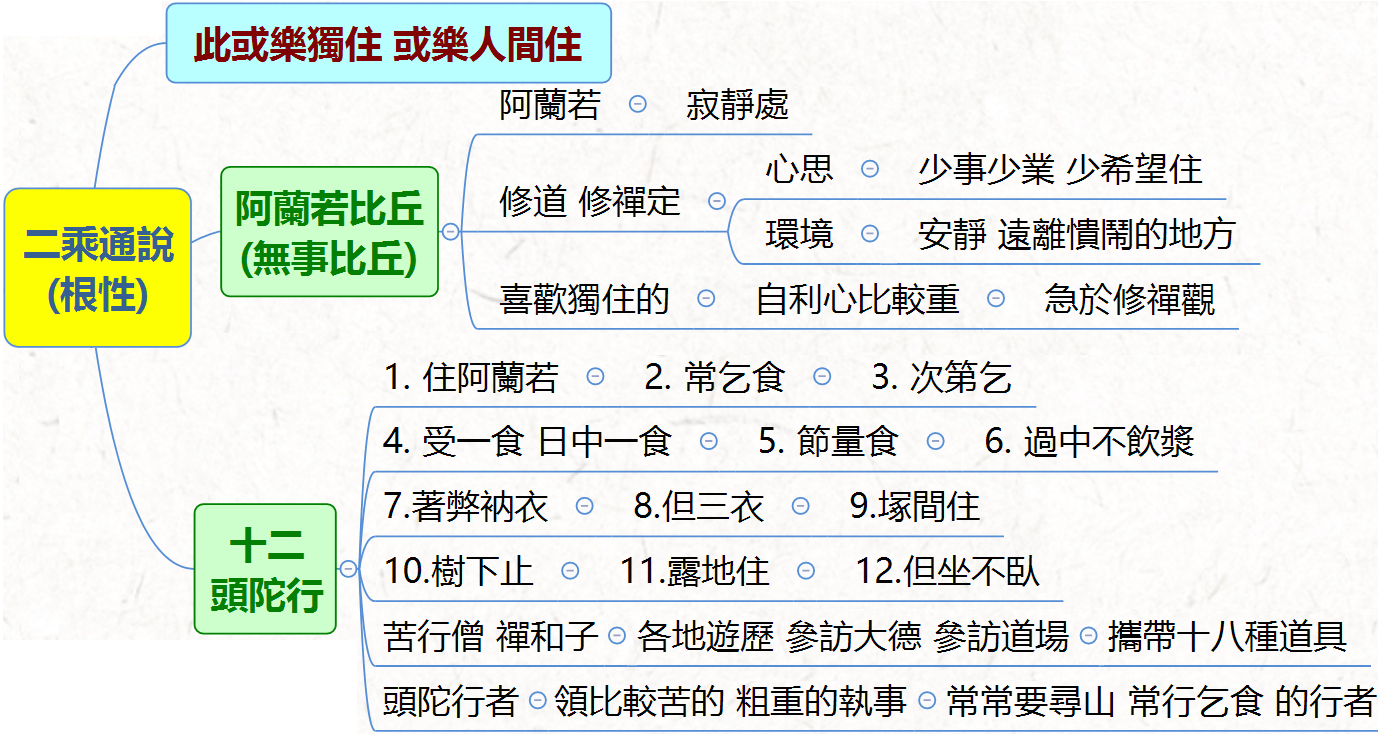 此或樂獨住 或樂人間住
二乘通說
(根性)
阿蘭若比丘
(無事比丘)
阿蘭若 寂靜處
修道 修禪定
心思 少事少業 少希望住
環境 安靜 遠離憒鬧的地方
喜歡獨住的 自利心比較重 急於修禪觀
十二
頭陀行
1. 住阿蘭若 2. 常乞食 3. 次第乞
4. 受一食 日中一食 5. 節量食 6. 過中不飲漿
7.著弊衲衣 8.但三衣 9.塚間住
10.樹下止 11.露地住 12.但坐不臥
苦行僧 禪和子 各地遊歷 參訪大德 參訪道場 攜帶十八種道具
頭陀行者 領比較苦的 粗重的執事 常常要尋山 常行乞食 的行者